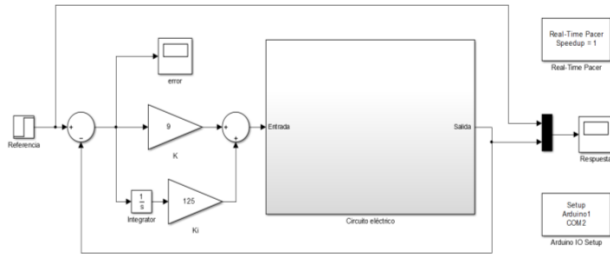 Real-Time Pacer
Speedup = 1
Real-Time Pacer
error
Referencia
9
K
Entrada
Salida
Respuesta
1
s
Integrator
125
Ki
Circuito eléctrico
Setup
Arduino1
COM2
Arduino IO Setup